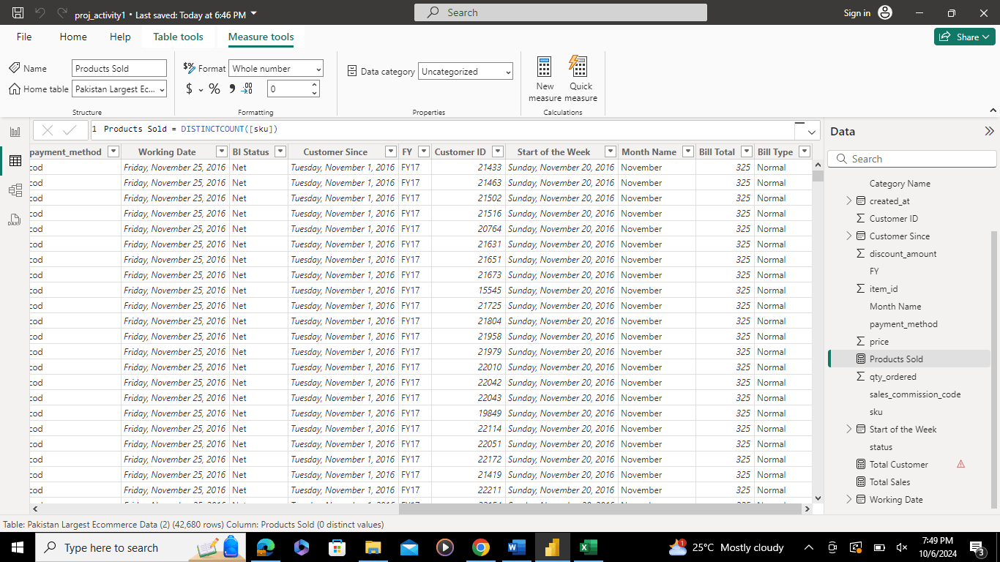 proj_activity1 • Last saved: Today at 6:46 PM
Search
Sign in
File Home Help Table tools Measure tools
Share
Name Products Sold
Home table Pakistan Largest Ec...
Structure
Format Whole number
$ % 0
Formatting
Data category Uncategorized
Properties
New measure
Quick measure
Calculations
1 Products Sold = DISTINCTCOUNT([sku])
payment_method Working Date BI Status Customer Since FY Customer ID Start of the Week Month Name Bill Total Bill Type
cod Friday, November 25, 2016 Net Tuesday, November 1, 2016 FY17 21433 Sunday, November 20, 2016 November 325 Normal
cod Friday, November 25, 2016 Net Tuesday, November 1, 2016 FY17 21463 Sunday, November 20, 2016 November 325 Normal
cod Friday, November 25, 2016 Net Tuesday, November 1, 2016 FY17 21502 Sunday, November 20, 2016 November 325 Normal
cod Friday, November 25, 2016 Net Tuesday, November 1, 2016 FY17 21516 Sunday, November 20, 2016 November 325 Normal
cod Friday, November 25, 2016 Net Tuesday, November 1, 2016 FY17 20764 Sunday, November 20, 2016 November 325 Normal
cod Friday, November 25, 2016 Net Tuesday, November 1, 2016 FY17 21631 Sunday, November 20, 2016 November 325 Normal
cod Friday, November 25, 2016 Net Tuesday, November 1, 2016 FY17 21651 Sunday, November 20, 2016 November 325 Normal
cod Friday, November 25, 2016 Net Tuesday, November 1, 2016 FY17 21673 Sunday, November 20, 2016 November 325 Normal
cod Friday, November 25, 2016 Net Tuesday, November 1, 2016 FY17 15545 Sunday, November 20, 2016 November 325 Normal
cod Friday, November 25, 2016 Net Tuesday, November 1, 2016 FY17 21725 Sunday, November 20, 2016 November 325 Normal
cod Friday, November 25, 2016 Net Tuesday, November 1, 2016 FY17 21804 Sunday, November 20, 2016 November 325 Normal
cod Friday, November 25, 2016 Net Tuesday, November 1, 2016 FY17 21958 Sunday, November 20, 2016 November 325 Normal
cod Friday, November 25, 2016 Net Tuesday, November 1, 2016 FY17 21979 Sunday, November 20, 2016 November 325 Normal
cod Friday, November 25, 2016 Net Tuesday, November 1, 2016 FY17 22010 Sunday, November 20, 2016 November 325 Normal
cod Friday, November 25, 2016 Net Tuesday, November 1, 2016 FY17 22042 Sunday, November 20, 2016 November 325 Normal
cod Friday, November 25, 2016 Net Tuesday, November 1, 2016 FY17 22043 Sunday, November 20, 2016 November 325 Normal
cod Friday, November 25, 2016 Net Tuesday, November 1, 2016 FY17 19849 Sunday, November 20, 2016 November 325 Normal
cod Friday, November 25, 2016 Net Tuesday, November 1, 2016 FY17 22114 Sunday, November 20, 2016 November 325 Normal
cod Friday, November 25, 2016 Net Tuesday, November 1, 2016 FY17 22051 Sunday, November 20, 2016 November 325 Normal
cod Friday, November 25, 2016 Net Tuesday, November 1, 2016 FY17 22172 Sunday, November 20, 2016 November 325 Normal
cod Friday, November 25, 2016 Net Tuesday, November 1, 2016 FY17 21419 Sunday, November 20, 2016 November 325 Normal
cod Friday, November 25, 2016 Net Tuesday, November 1, 2016 FY17 22211 Sunday, November 20, 2016 November 325 Normal
Data
Search
Category Name
created_at
Customer ID
Customer Since
discount_amount
FY
item_id
Month Name
payment_method
price
Products Sold
qty_ordered
sales_commission_code
sku
Start of the Week
status
Total Customer
Total Sales
Working Date
Table: Pakistan Largest Ecommerce Data (2) (42,680 rows) Column: Products Sold (0 distinct values)
Type here to search
1
25°C Mostly cloudy
7:49 PM
10/6/2024
3